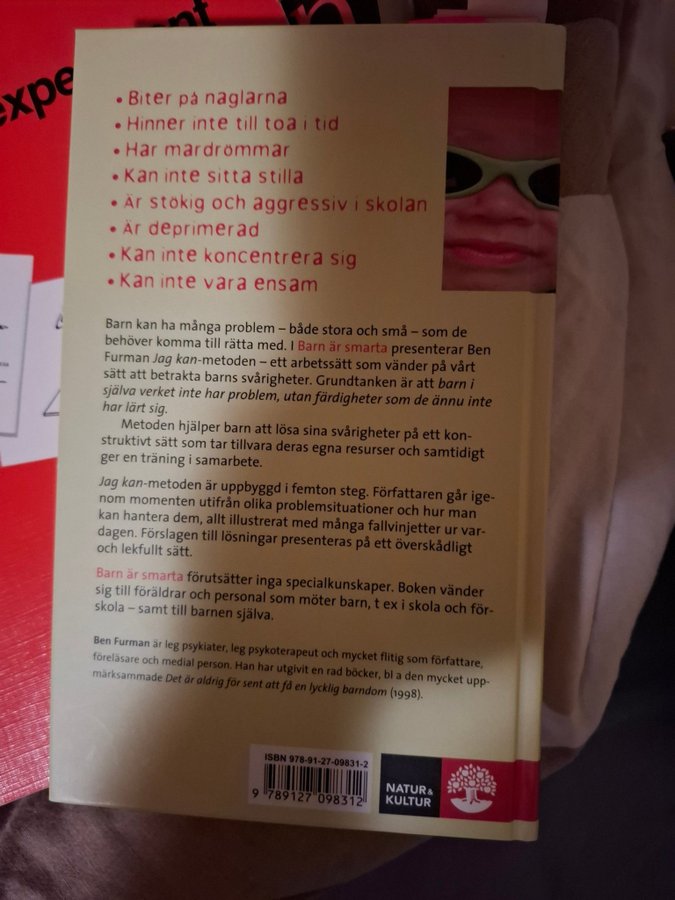 expe
ent
• Biter på naglarna
• Hinner inte till toa i tid
• Har mardrömmar
• Kan inte sitta stilla
• Är stökig och aggressiv i skolan
• Är deprimerad
• Kan inte koncentrera sig
• Kan inte vara ensam
Barn kan ha många problem – både stora och små – som de
behöver komma till rätta med. I Barn är smarta presenterar Ben
Furman Jag kan-metoden – ett arbetssätt som vänder på vårt
sätt att betrakta barns svårigheter. Grundtanken är att barn i
själva verket inte har problem, utan färdigheter som de ännu inte
har lärt sig.
Metoden hjälper barn att lösa sina svårigheter på ett kon-
struktivt sätt som tar tillvara deras egna resurser och samtidigt
ger en träning i samarbete.
Jag kan-metoden är uppbyggd i femton steg. Författaren går ige-
nom momenten utifrån olika problemsituationer och hur man
kan hantera dem, allt illustrerat med många fallvinjetter ur var-
dagen. Förslagen till lösningar presenteras på ett överskådligt
och lekfullt sätt.
Barn är smarta förutsätter inga specialkunskaper. Boken vänder
sig till föräldrar och personal som möter barn, t ex i skola och för-
skola – samt till barnen själva.
Ben Furman är leg psykiater, leg psykoterapeut och mycket flitig som författare,
föreläsare och medial person. Han har utgivit en rad böcker, bl a den mycket upp-
märksammade Det är aldrig för sent att få en lycklig barndom (1998).
ISBN 978-91-27-09831-2
9 789127 098312
NATUR &
KULTUR